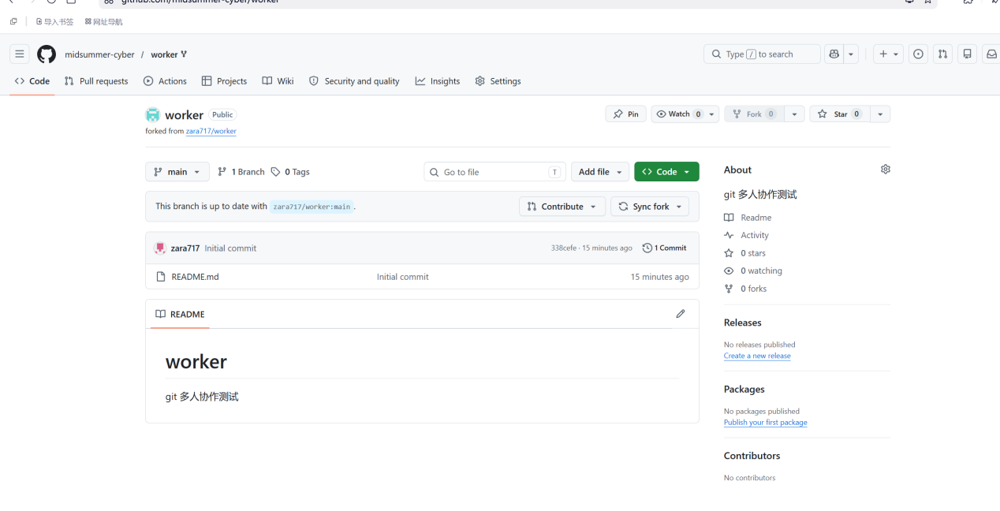 github.com/midsummer-cyber/worker
导入书签 网址导航
midsummer-cyber / worker
Type / to search
Code Pull requests Actions Projects Wiki Security and quality Insights Settings
worker Public
Pin Watch 0 Fork 0 Star 0
forked from zara717/worker
main 1 Branch 0 Tags
Go to file T Add file Code
This branch is up to date with zara717/worker:main .
Contribute Sync fork
zara717 Initial commit 338cefe · 15 minutes ago 1 Commit
README.md Initial commit 15 minutes ago
README
worker
git 多人协作测试
About
git 多人协作测试
Readme
Activity
0 stars
0 watching
0 forks
Releases
No releases published
Create a new release
Packages
No packages published
Publish your first package
Contributors
No contributors